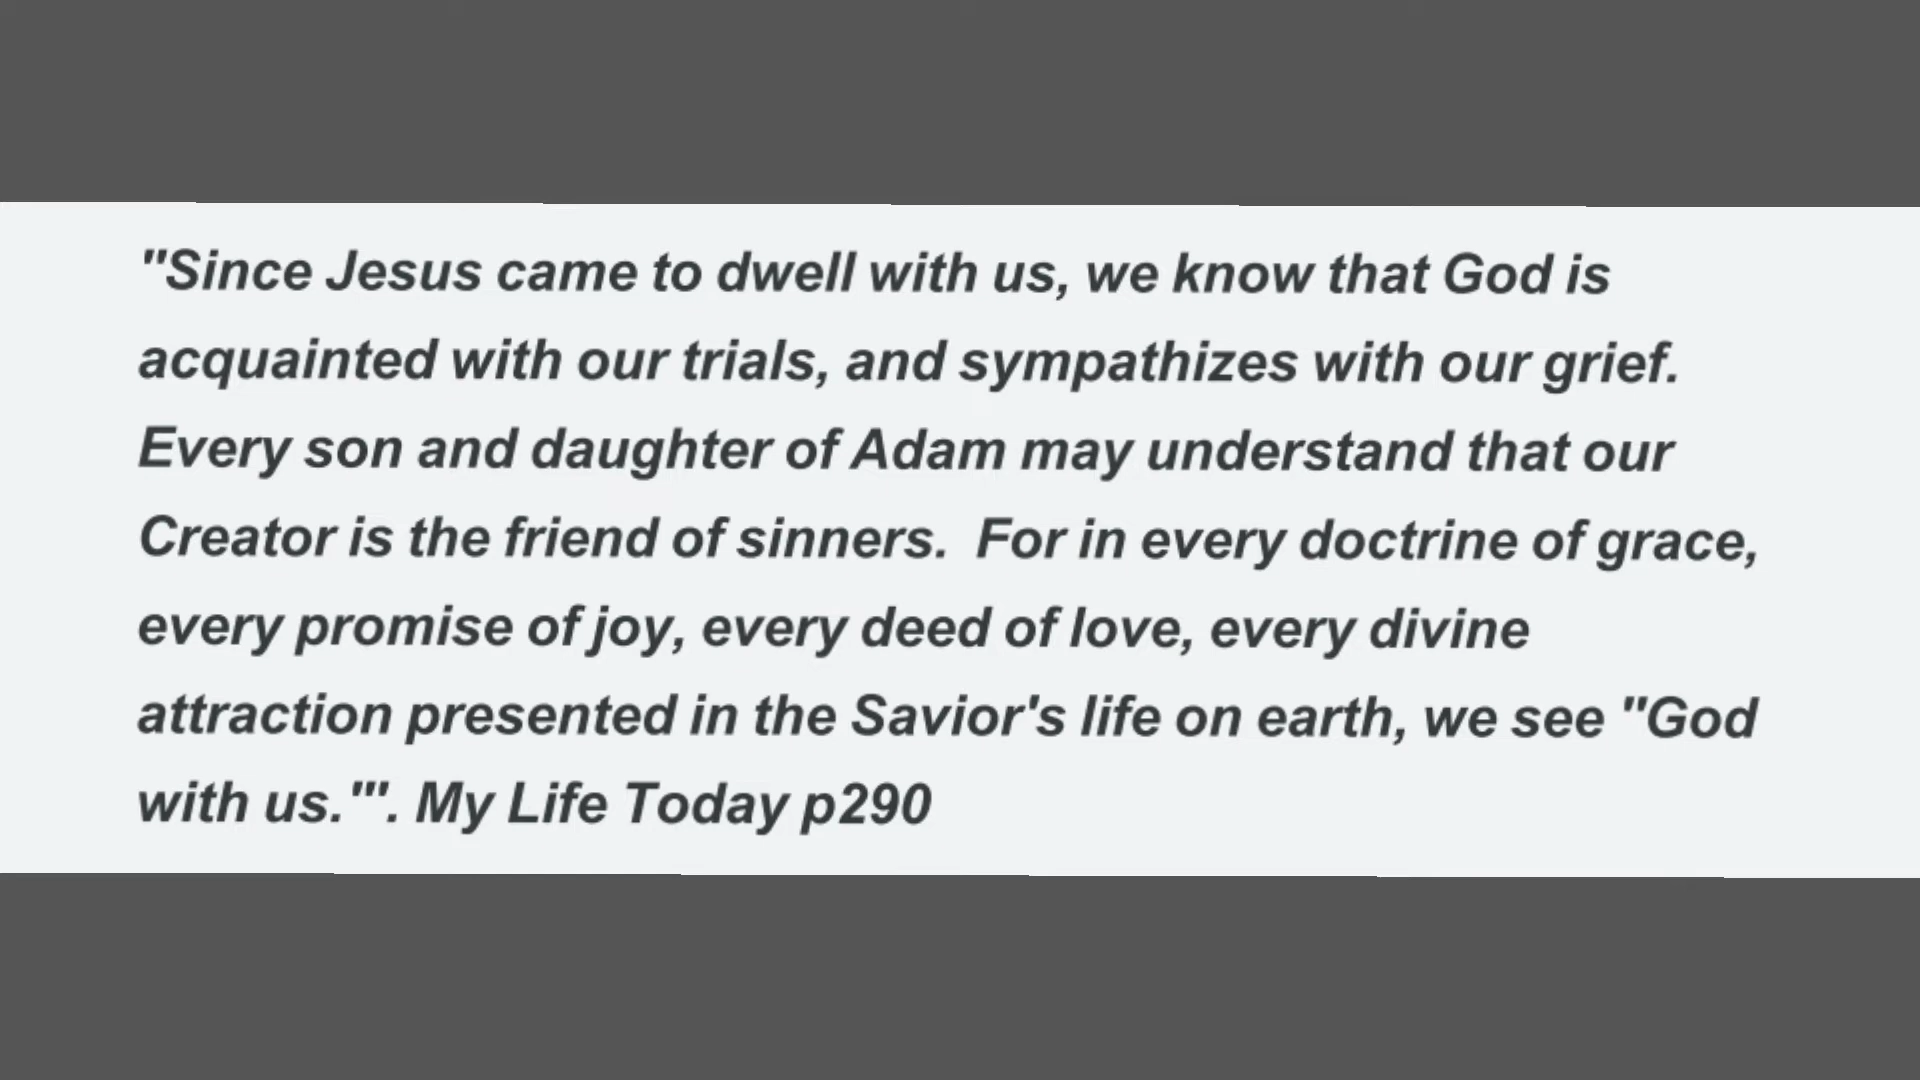 "Since Jesus came to dwell with us, we know that God is
acquainted with our trials, and sympathizes with our grief.
Every son and daughter of Adam may understand that our
Creator is the friend of sinners.  For in every doctrine of grace,
every promise of joy, every deed of love, every divine
attraction presented in the Savior's life on earth, we see "God
with us."'. My Life Today p290